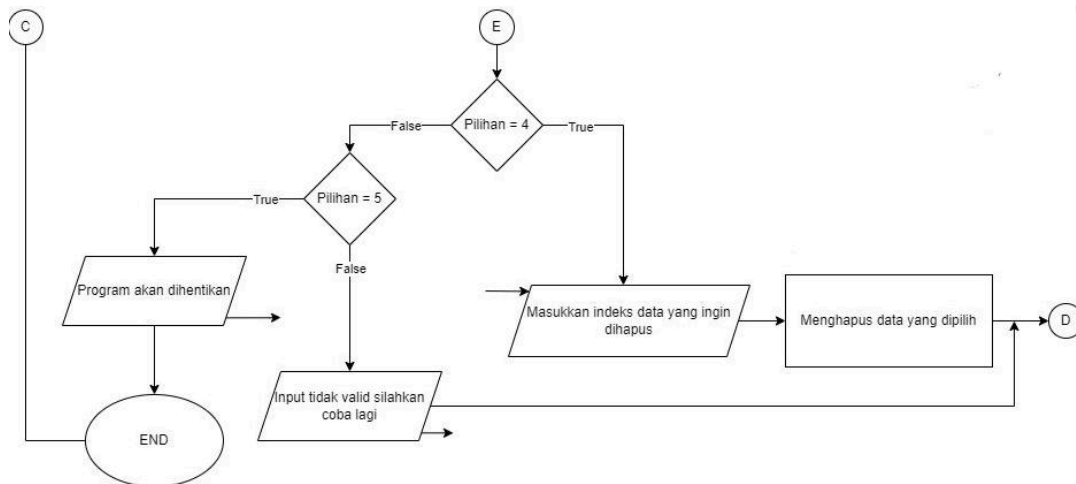 C
E
Pilihan = 4
False
True
Pilihan = 5
True
False
Program akan dihentikan
Masukkan indeks data yang ingin
dihapus
Menghapus data yang dipilih
D
Input tidak valid silahkan
coba lagi
END